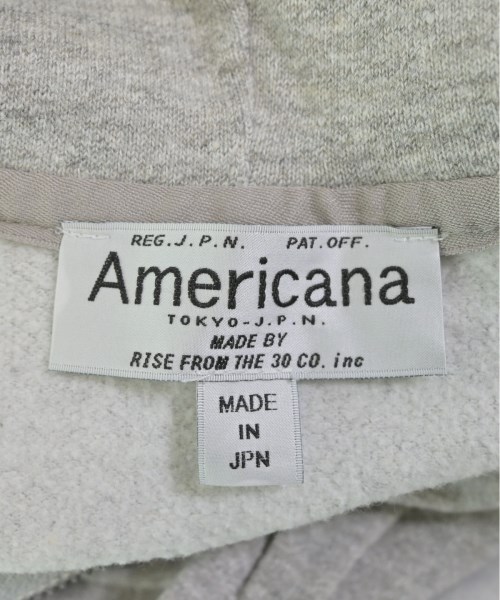 REG.J.P.N. PAT.OFF.
Americana
TOKYO-J.P.N.
MADE BY
RISE FROM THE 30 CO. inc
MADE
IN
JPN